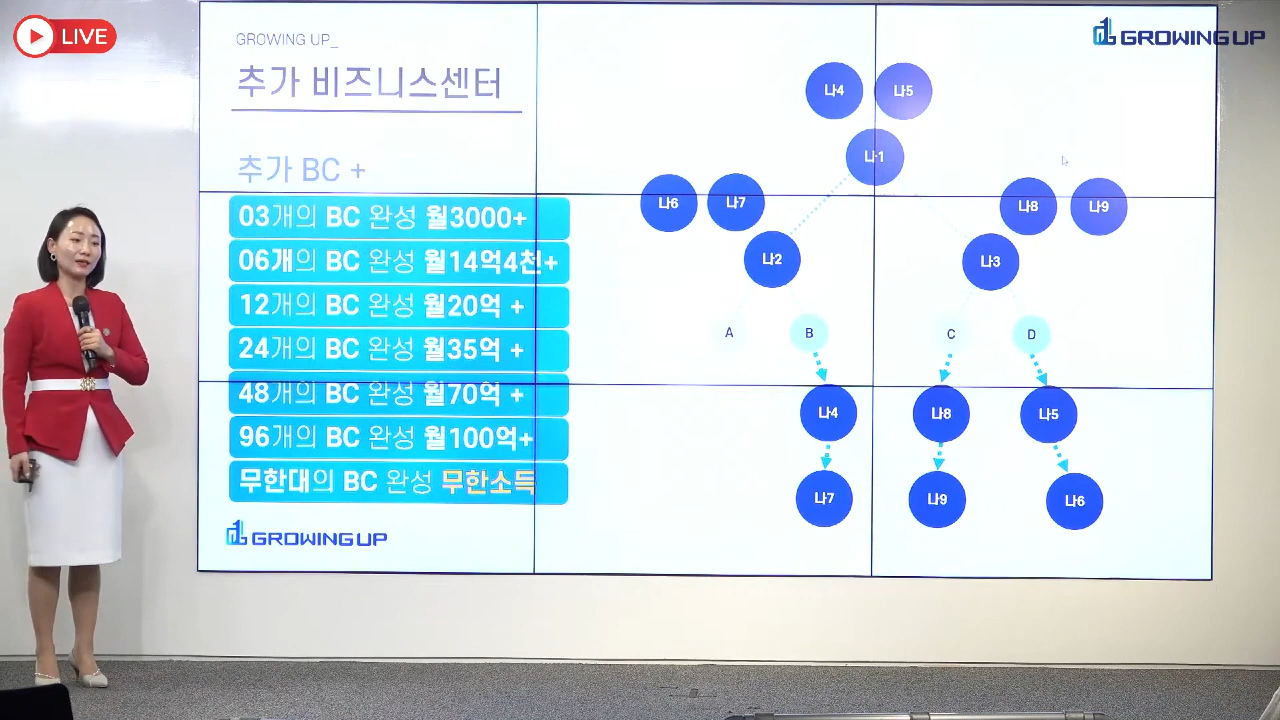 LIVE
GROWING UP
GROWING UP_
추가 비즈니스센터
추가 BC +
03개의 BC 완성 월3000+
06개의 BC 완성 월14억4천+
12개의 BC 완성 월20억 +
24개의 BC 완성 월35억 +
48개의 BC 완성 월70억 +
96개의 BC 완성 월100억+
무한대의 BC 완성 무한소득
GROWING UP
나4 나5
나1
나6 나7 나8 나9
나2 나3
A B C D
나4 나8 나5
나7 나9 나6